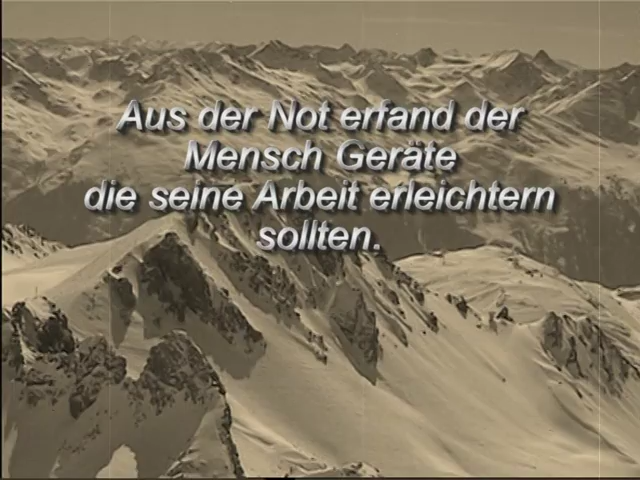 Aus der Not erfand der
Mensch Geräte
die seine Arbeit erleichtern
sollten.